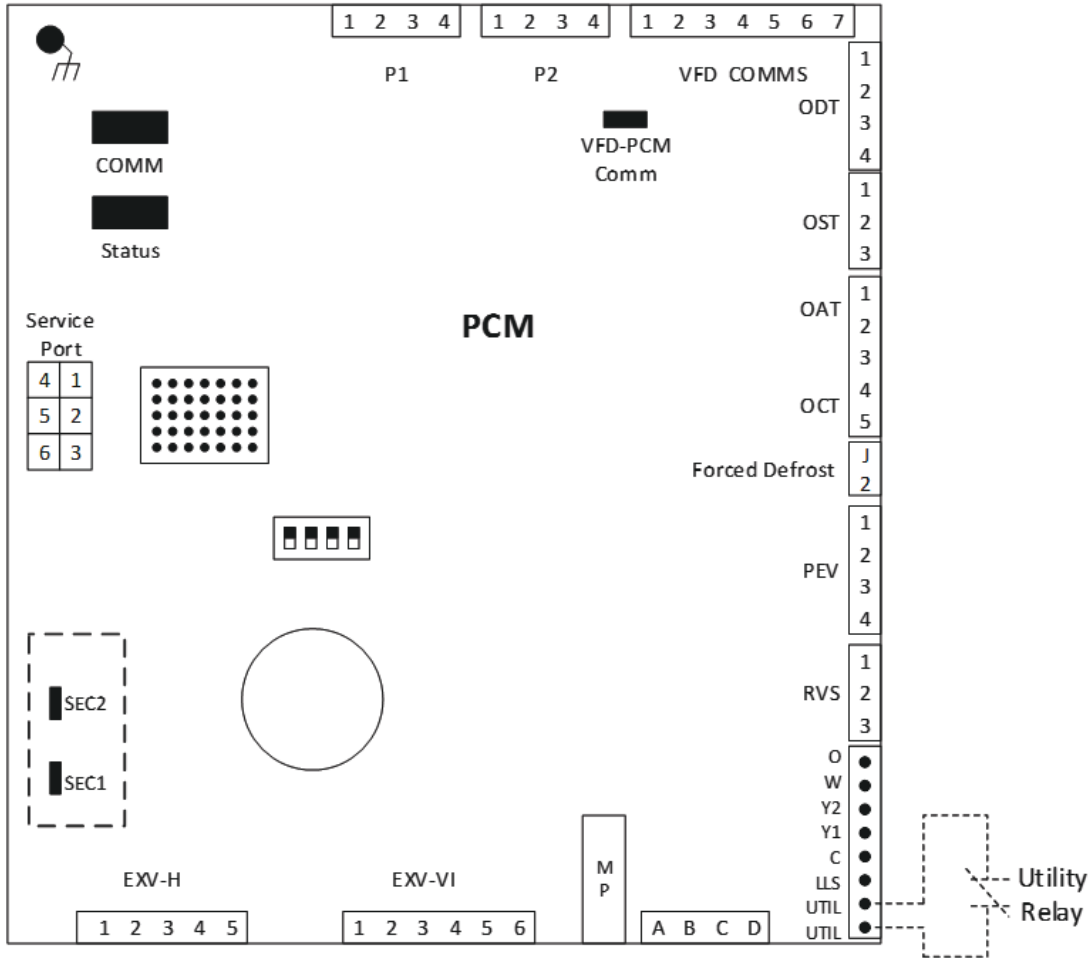 1 2 3 4
1 2 3 4
1 2 3 4 5 6 7
P1
P2
VFD COMMS
1
2
3
4
ODT
COMM
VFD-PCM
Comm
Status
1
2
3
OST
Service
Port
4 1
5 2
6 3
PCM
OAT
OCT
1
2
3
4
5
Forced Defrost
J
2
PEV
1
2
3
4
RVS
1
2
3
SEC2
SEC1
O
W
Y2
Y1
C
LLS
UTIL
UTIL
Utility
Relay
EXV-H
EXV-VI
M
P
1 2 3 4 5
1 2 3 4 5 6
A B C D